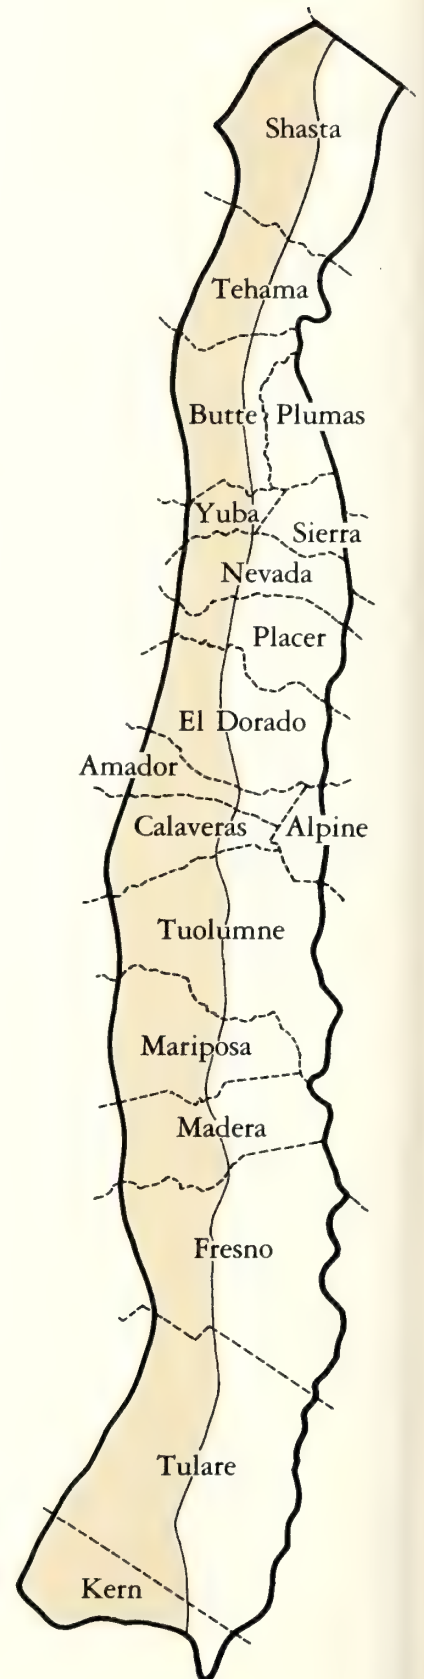 Shasta
Tehama
Butte Plumas
Yuba
Sierra
Nevada
Placer
El Dorado
Amador
Calaveras Alpine
Tuolumne
Mariposa
Madera
Fresno
Tulare
Kern